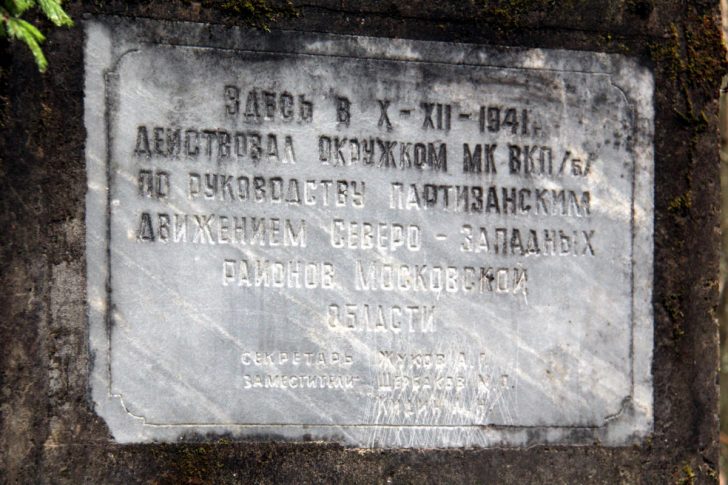 Здесь в X-XII-1941г.
действовал окружком МК ВКП/б/
по руководству партизанским
движением Северо-Западных
районов Московской
области
Секретарь Жуков А.
Заместители Щербаков